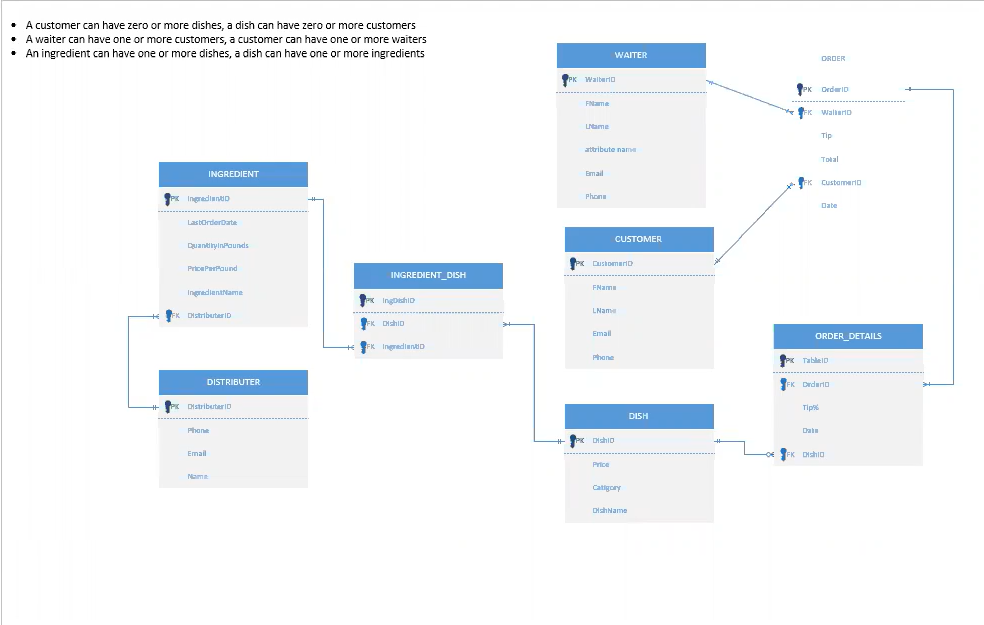 A customer can have zero or more dishes, a dish can have zero or more customers
A waiter can have one or more customers, a customer can have one or more waiters
An ingredient can have one or more dishes, a dish can have one or more ingredients
WAITER
PK WaiterID
FName
LName
attribute name
Email
Phone
ORDER
PK OrderID
FK WaiterID
Tip
Total
FK CustomerID
Date
INGREDIENT
PK IngredientID
LastOrderDate
QuantityInPounds
PricePerPound
IngredientName
FK DistributerID
CUSTOMER
PK CustomerID
FName
LName
Email
Phone
INGREDIENT_DISH
PK IngDishID
FK DishID
FK IngredientID
ORDER_DETAILS
PK TableID
FK OrderID
Tip%
Date
FK DishID
DISTRIBUTER
PK DistributerID
Phone
Email
Name
DISH
PK DishID
Price
Catigory
DishName